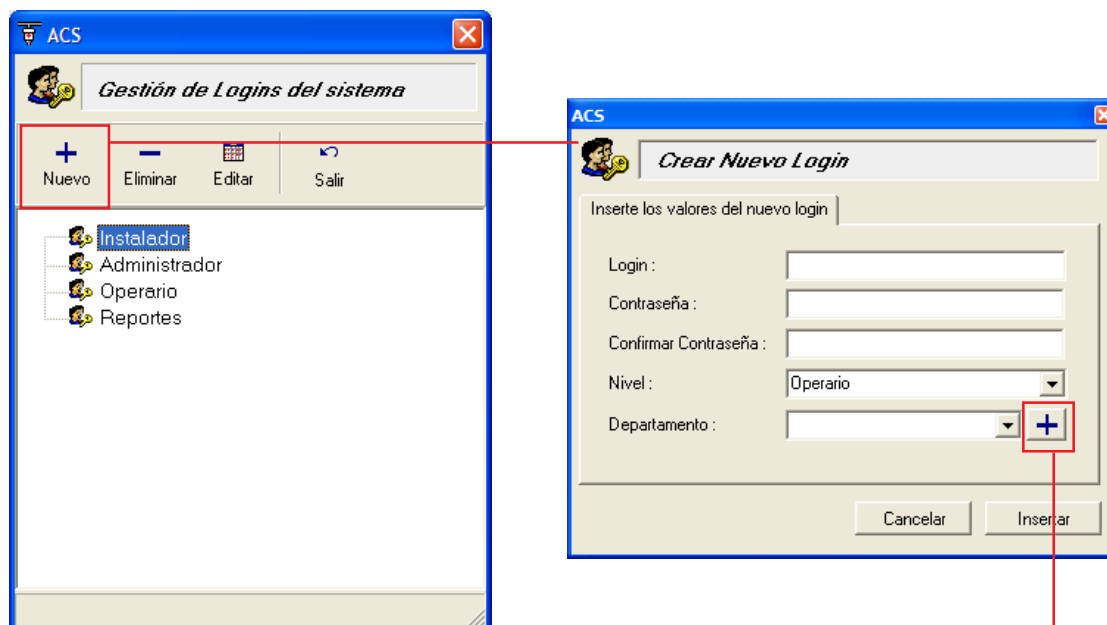 ACS
Gestión de Logins del sistema
Nuevo Eliminar Editar Salir
Instalador
Administrador
Operario
Reportes
ACS
Crear Nuevo Login
Inserte los valores del nuevo login
Login :
Contraseña :
Confirmar Contraseña :
Nivel : Operario
Departamento :
Cancelar Insertar